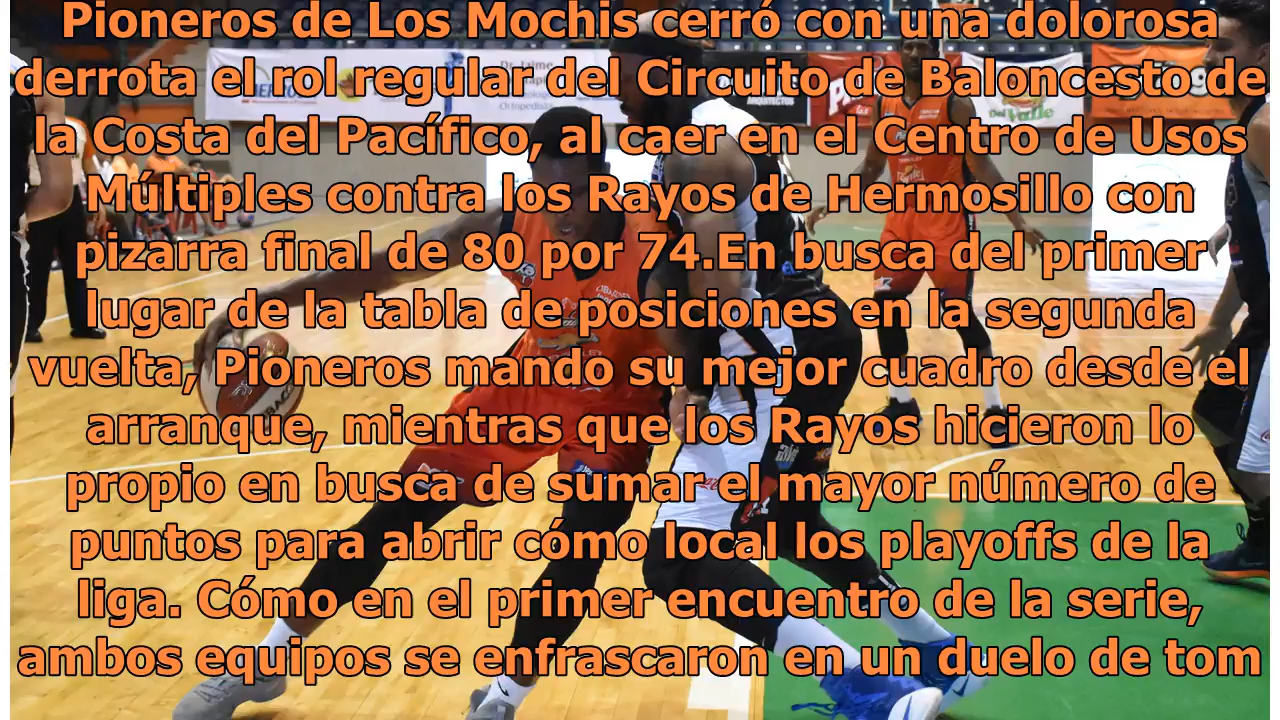 Pioneros de Los Mochis cerró con una dolorosa
derrota el rol regular del Circuito de Baloncesto de
la Costa del Pacífico, al caer en el Centro de Usos
Múltiples contra los Rayos de Hermosillo con
pizarra final de 80 por 74.En busca del primer
lugar de la tabla de posiciones en la segunda
vuelta, Pioneros mando su mejor cuadro desde el
arranque, mientras que los Rayos hicieron lo
propio en busca de sumar el mayor número de
puntos para abrir cómo local los playoffs de la
liga. Cómo en el primer encuentro de la serie,
ambos equipos se enfrascaron en un duelo de tom